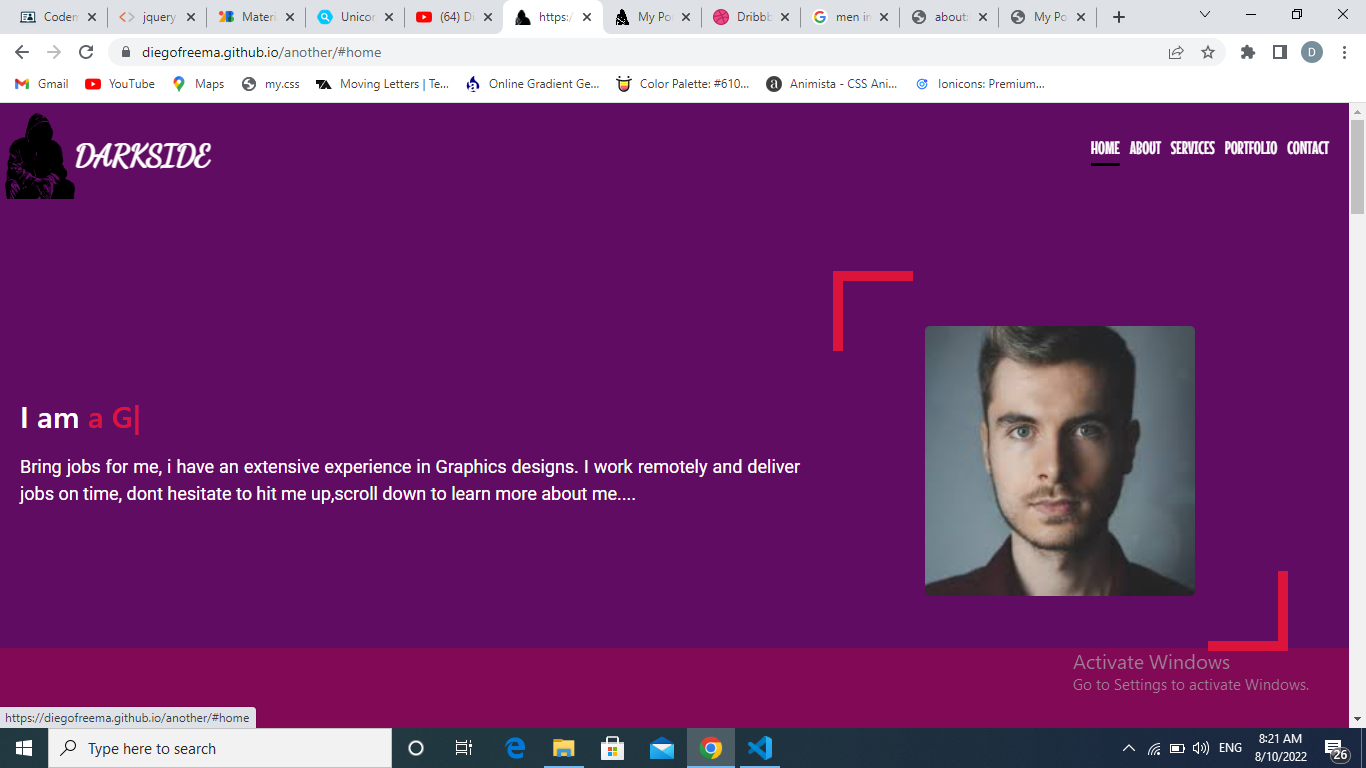 Coden
jquery
Materi
Unicor
(64) Di
https:/
My Po
Dribbb
men in
about:
My Po
diegofreema.github.io/another/#home
D
Gmail
YouTube
Maps
my.css
Moving Letters | Te...
Online Gradient Ge...
Color Palette: #610...
Animista - CSS Ani...
Ionicons: Premium...
DARKSIDE
HOME ABOUT SERVICES PORTFOLIO CONTACT
I am a G|
Bring jobs for me, i have an extensive experience in Graphics designs. I work remotely and deliver
jobs on time, dont hesitate to hit me up,scroll down to learn more about me....
Activate Windows
Go to Settings to activate Windows.
https://diegofreema.github.io/another/#home
Type here to search
ENG
8:21 AM
8/10/2022
26